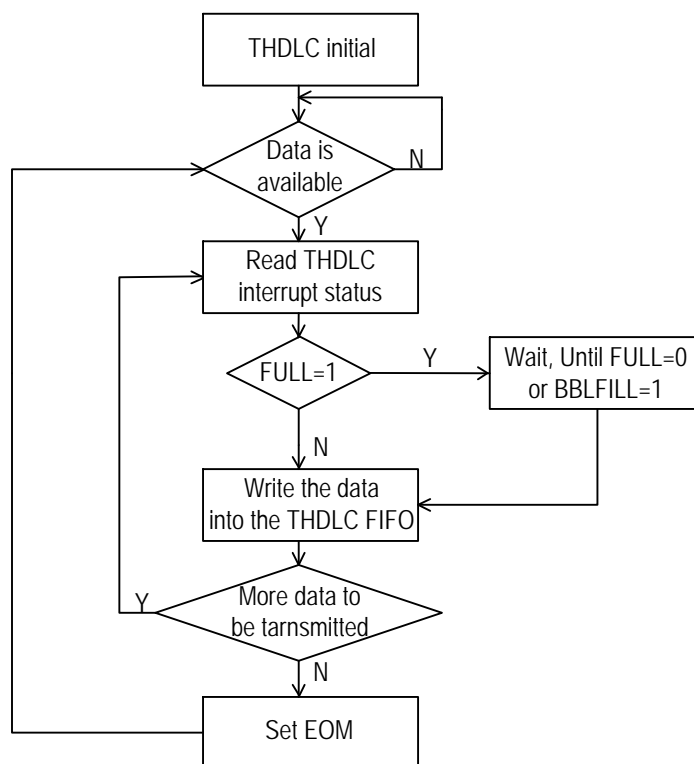 THDLC initial
Data is
available
N
Y
Read THDLC
interrupt status
FULL=1
Y
Wait, Until FULL=0
or BBLFILL=1
N
Write the data
into the THDLC FIFO
More data to
be tarnsmitted
Y
N
Set EOM